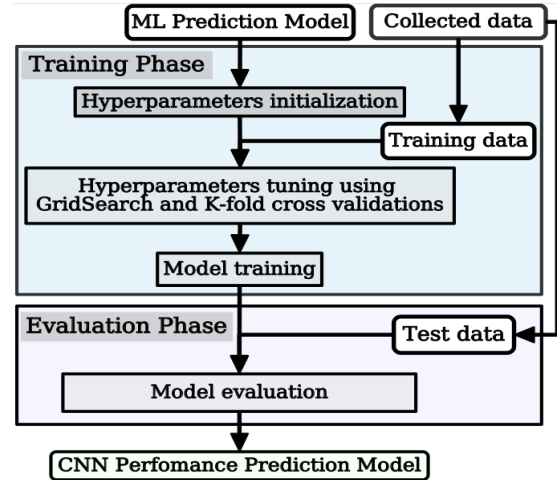 ML Prediction Model
Collected data
Training Phase
Hyperparameters initialization
Training data
Hyperparameters tuning using
GridSearch and K-fold cross validations
Model training
Evaluation Phase
Test data
Model evaluation
CNN Perfomance Prediction Model